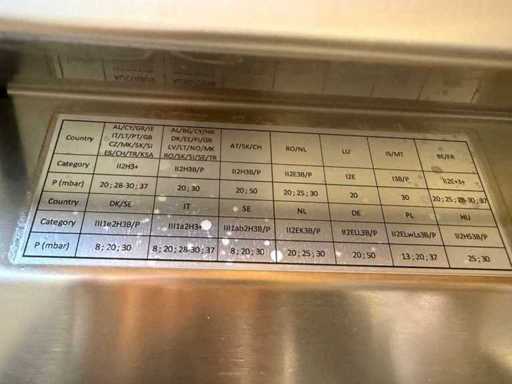 Country AL/CY/GR/IE IT/LT/PT/GB CZ/MK/SK/SI ES/CH/TR/KSA AL/BG/CY/HR DK/EE/FI/GR LV/LT/NO/MK RO/SK/SI/SE/TR AT/SK/CH RO/NL LU IS/MT BE/FR
Category II2H3+ II2H3B/P II2H3B/P II2E3B/P I2E I3B/P II2E+3+
P (mbar) 20 ; 28-30 ; 37 20 ; 30 20 ; 50 20 ; 25 ; 30 20 30 20 ; 25 ; 28-30 ; 37
Country DK/SE IT SE NL DE PL HU
Category III1e2H3B/P III1a2H3+ III1ab2H3B/P II2EK3B/P II2ELL3B/P II2ELwLs3B/P II2HS3B/P
P (mbar) 8 ; 20 ; 30 8 ; 20 ; 28-30 ; 37 8 ; 20 ; 30 20 ; 25 ; 30 20 ; 50 13 ; 20 ; 37 25 ; 30